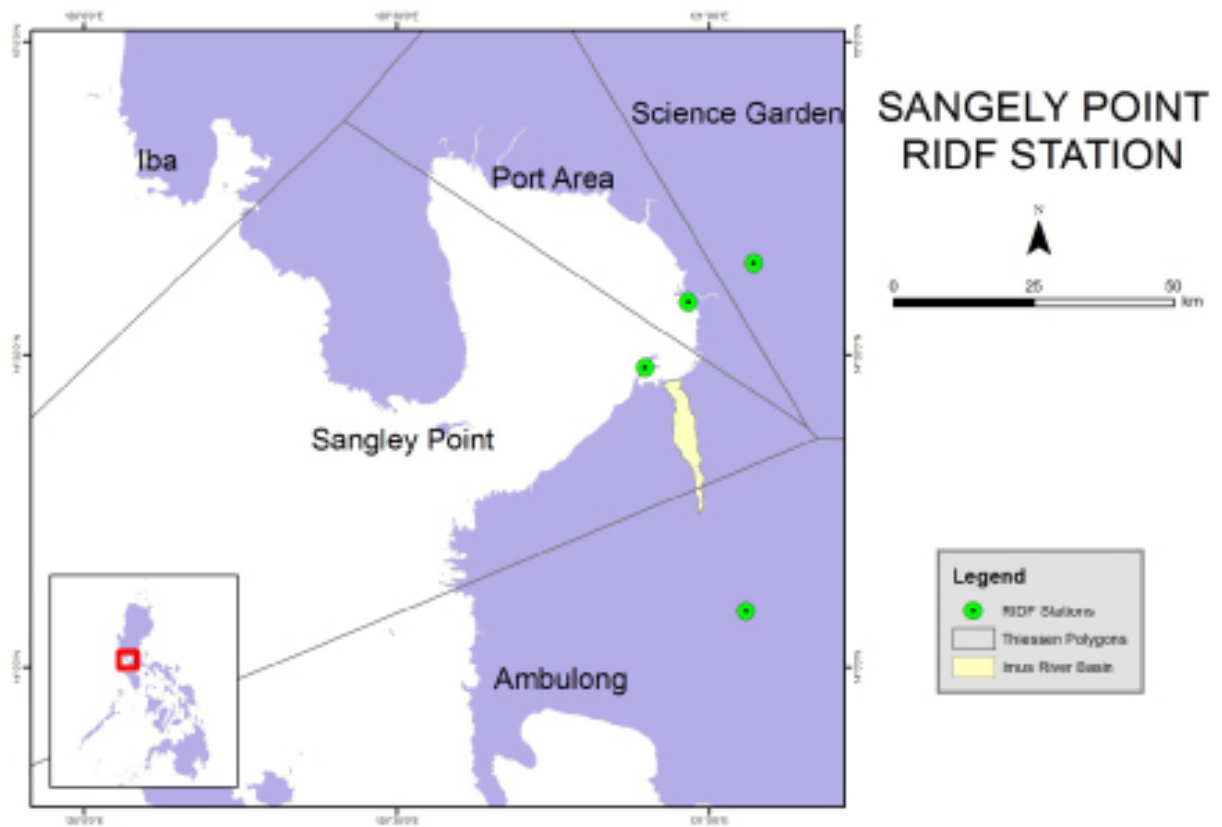 SANGELY POINT
RIDF STATION
Science Garden
Iba
Port Area
N
0
25
50
km
Sangley Point
Ambulong
Legend
RIDF Stations
Thiessen Polygons
Imus River Basin